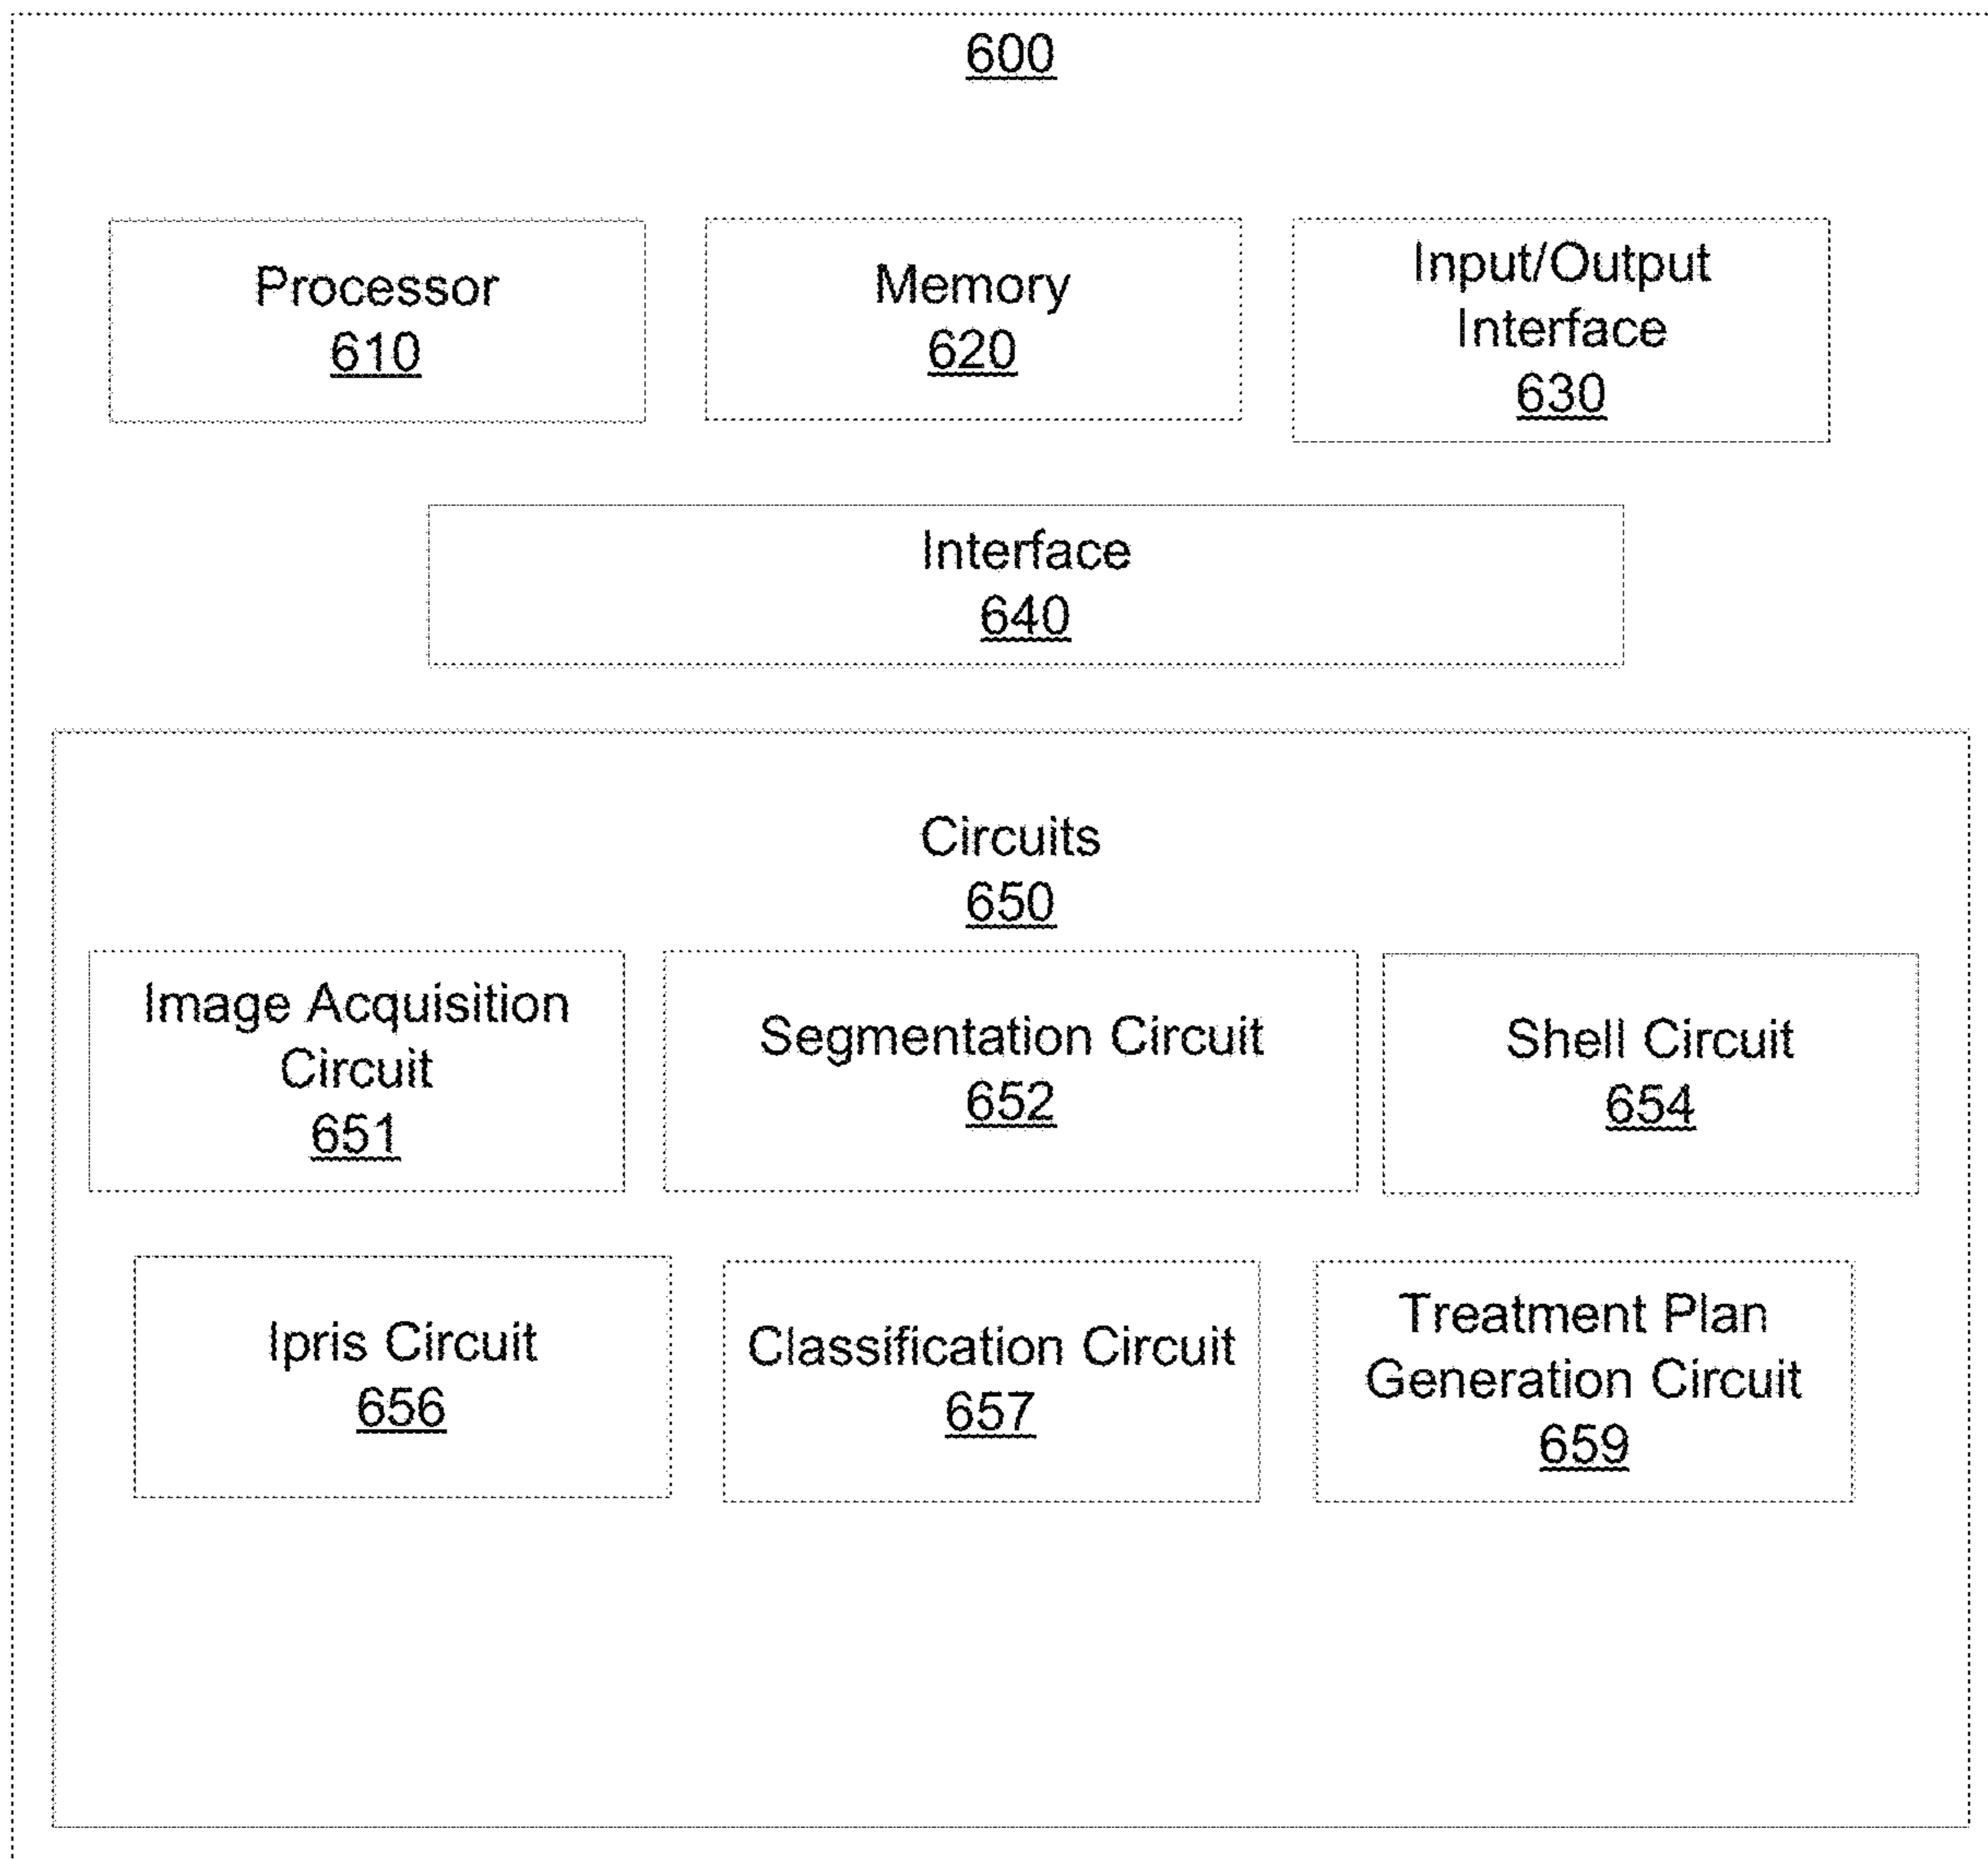 600
Processor
610
Memory
620
Input/Output
Interface
630
Interface
640
Circuits
650
Image Acquisition
Circuit
651
Segmentation Circuit
652
Shell Circuit
654
Ipris Circuit
656
Classification Circuit
657
Treatment Plan
Generation Circuit
659